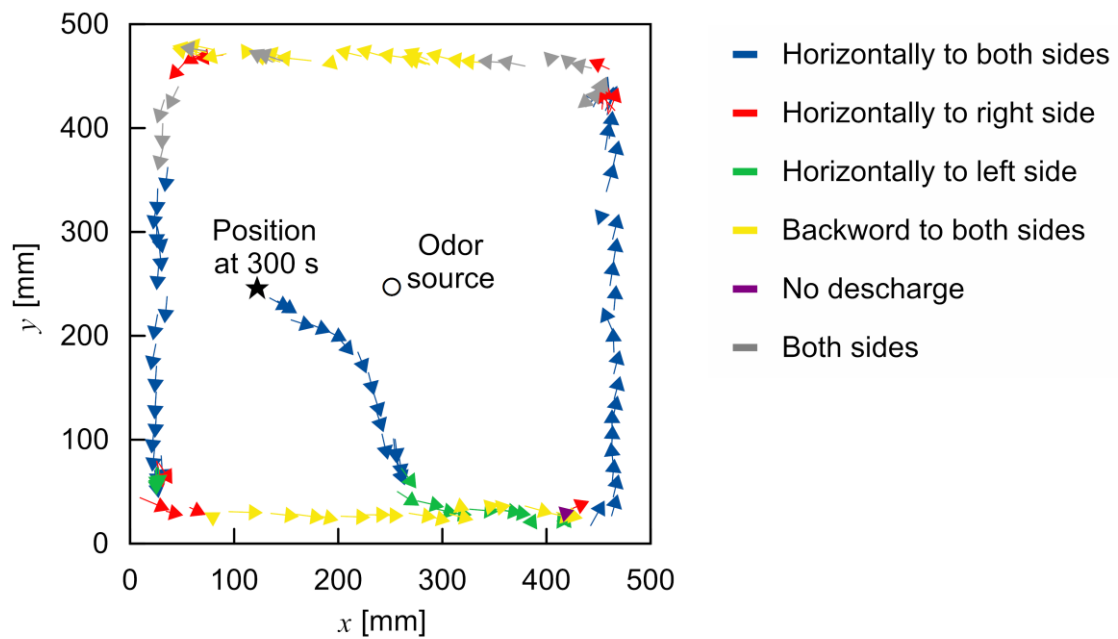 500
400
300
200
100
0
y [mm]
0
100
200
300
400
500
x [mm]
Position
at 300 s
Odor
source
Horizontally to both sides
Horizontally to right side
Horizontally to left side
Backword to both sides
No descharge
Both sides